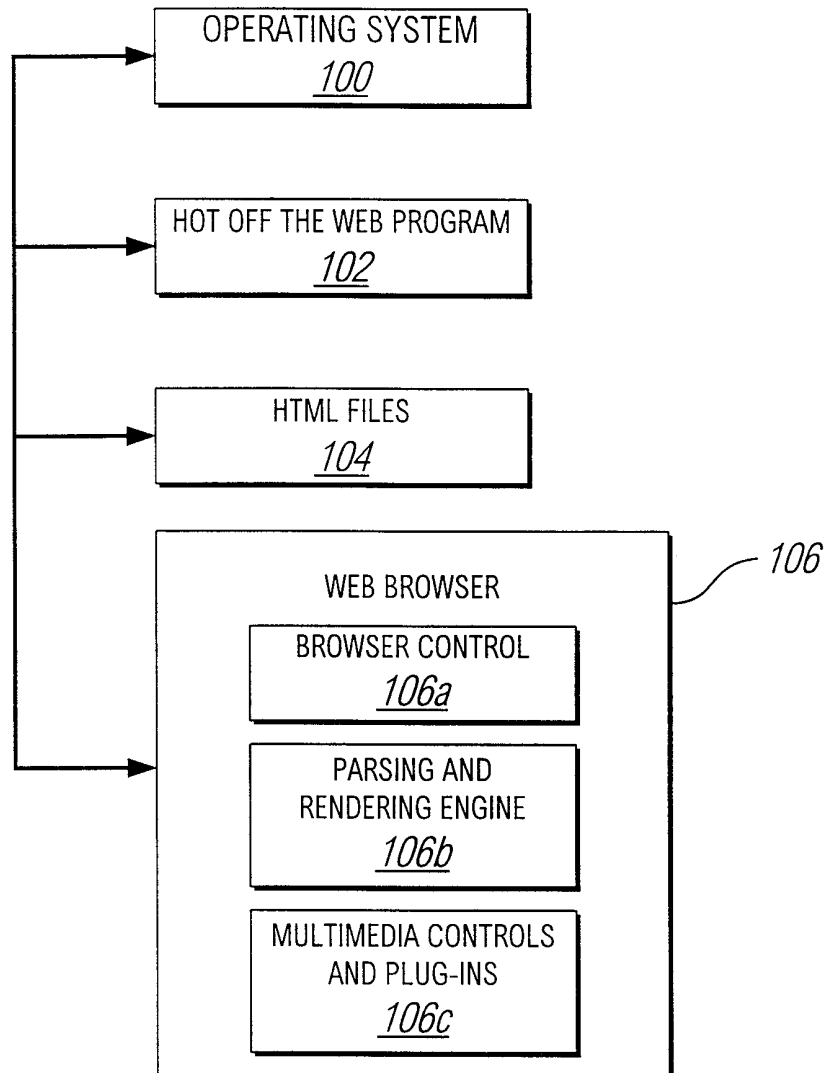 OPERATING SYSTEM
100
HOT OFF THE WEB PROGRAM
102
HTML FILES
104
106
WEB BROWSER
BROWSER CONTROL
106a
PARSING AND
RENDERING ENGINE
106b
MULTIMEDIA CONTROLS
AND PLUG-INS
106c